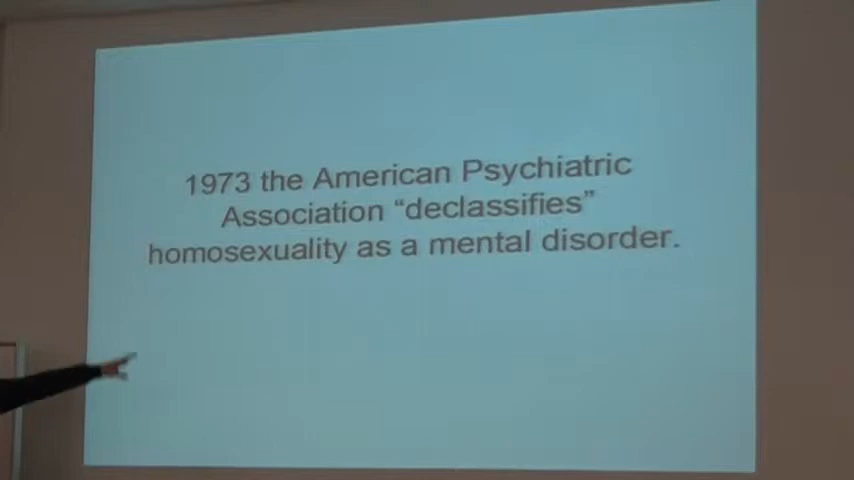 1973 the American Psychiatric
Association “declassifies”
homosexuality as a mental disorder.